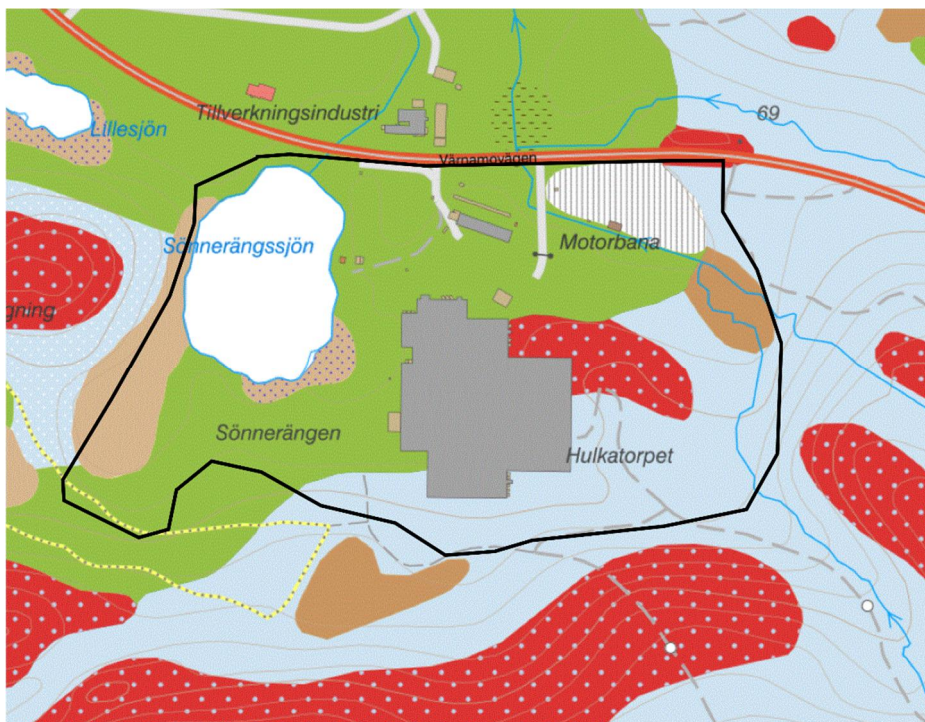 Tillverkningsindustri
69
Lillesjön
Värnamovägen
Sönnerängssjön
Motorbana
gning
Sönnerängen
Hulkatorpet